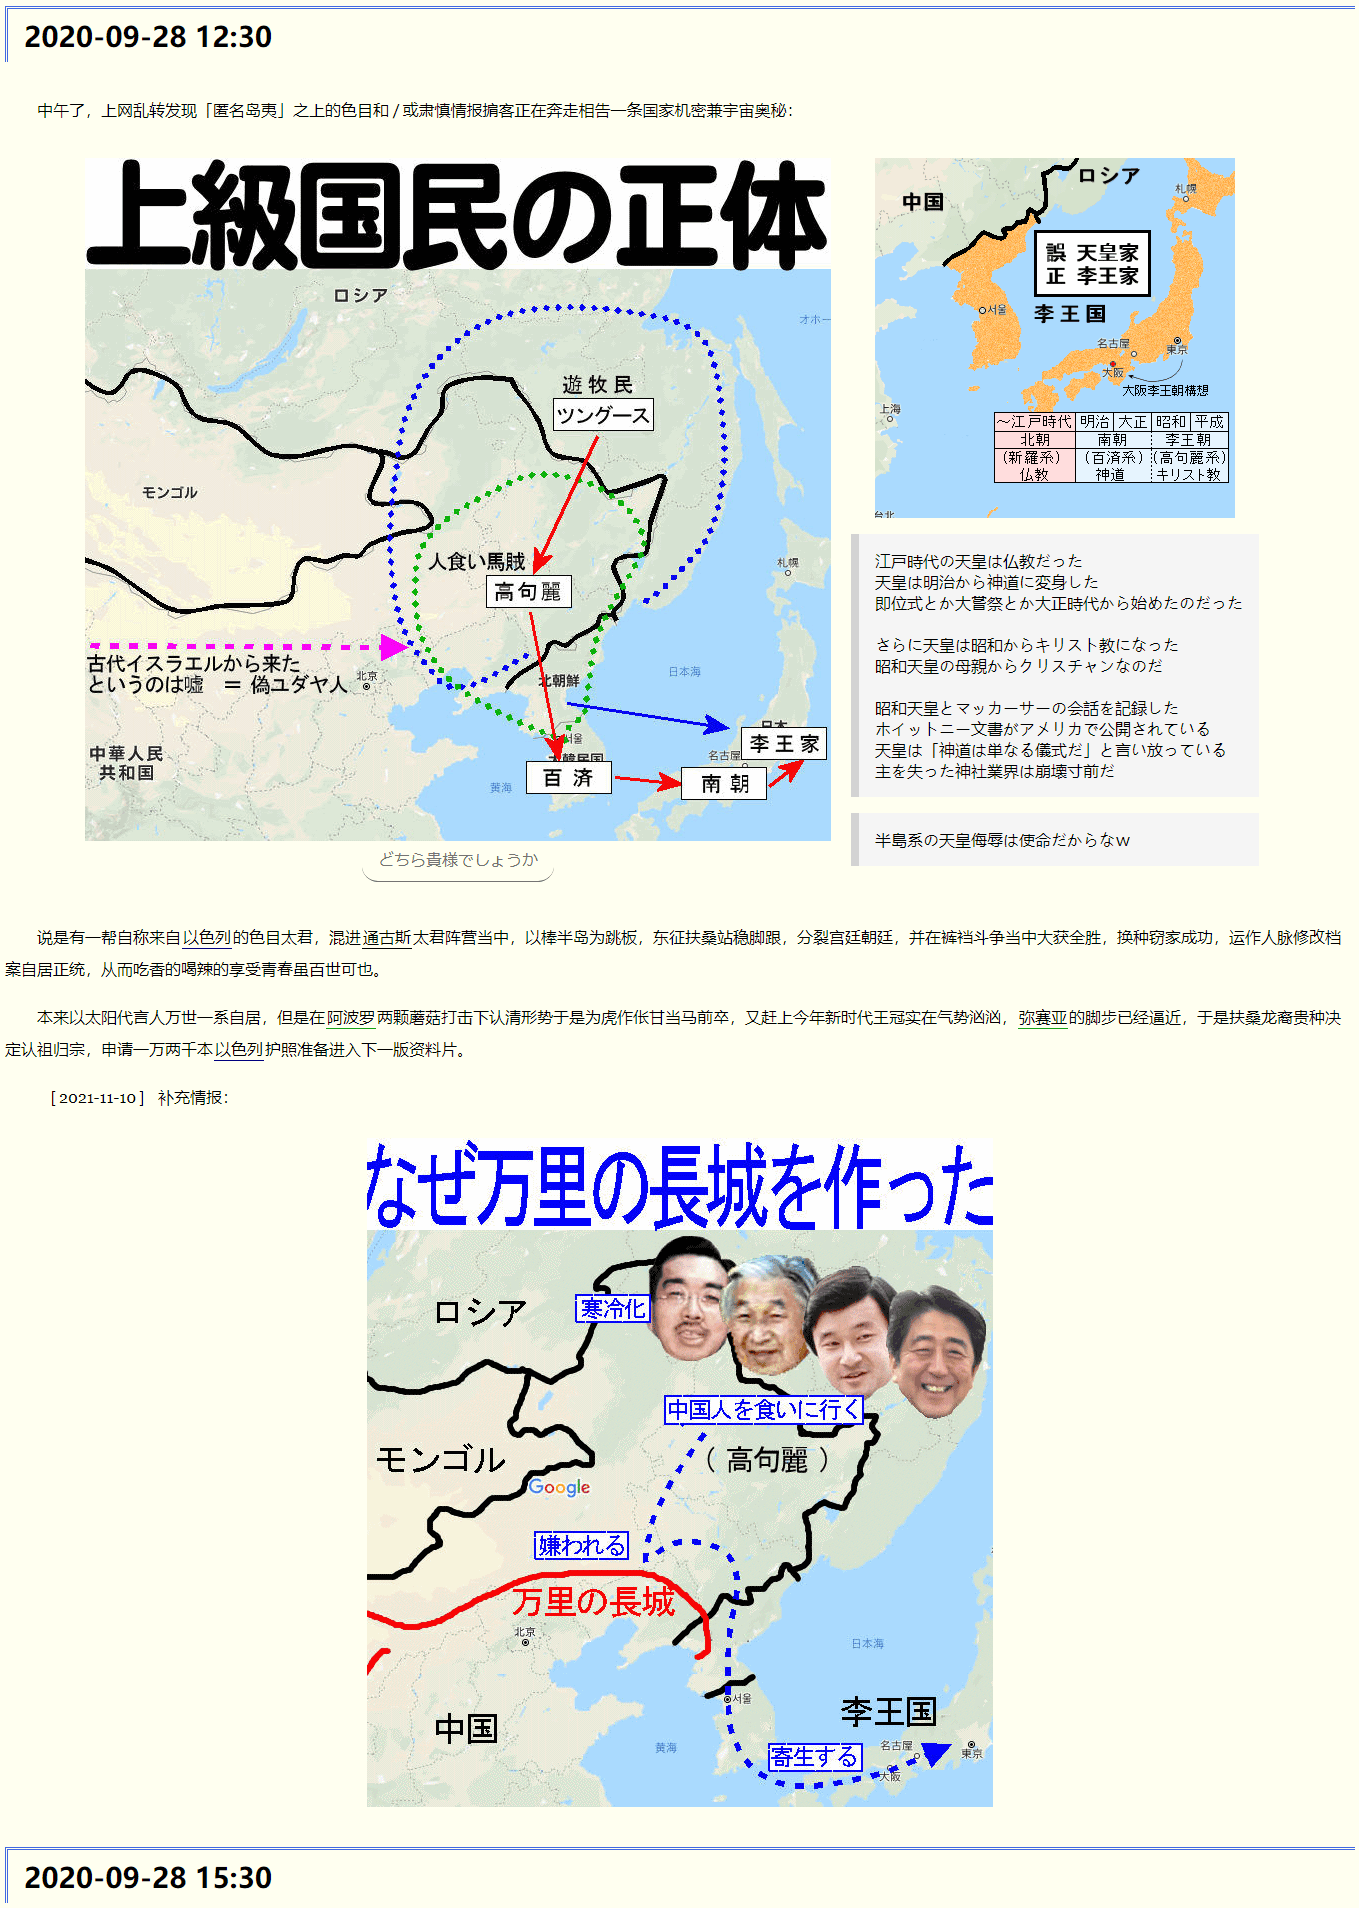 2020-09-28 12:30
中午了，上网乱转发现「匿名岛夷」之上的色目和 / 或肃慎情报掮客正在奔走相告一条国家机密兼宇宙奥秘：
上級国民の正体
ロシア
オホー
遊牧民
ツングース
モンゴル
人食い馬賊
高句麗
札幌
古代イスラエルから来た
というのは嘘 ＝ 偽ユダヤ人
北京
北朝鮮
日本海
中華人民
共和国
서울
日本
李王家
名古屋
大韓民国
百済
南朝
黄海
どちら貴様でしょうか
ロシア
中国
札幌
誤 天皇家
正 李王家
서울
李王国
名古屋
東京
大阪
大阪李王朝構想
上海
～江戸時代 明治 大正 昭和 平成
北朝 南朝 李王朝
（新羅系） （百済系） （高句麗系）
仏教 神道 キリスト教
台北
江戸時代の天皇は仏教だった
天皇は明治から神道に変身した
即位式とか大嘗祭とか大正時代から始めたのだった
さらに天皇は昭和からキリスト教になった
昭和天皇の母親からクリスチャンなのだ
昭和天皇とマッカーサーの会話を記録した
ホイットニー文書がアメリカで公開されている
天皇は「神道は単なる儀式だ」と言い放っている
主を失った神社業界は崩壊寸前だ
半島系の天皇侮辱は使命だからなｗ
说是有一帮自称来自以色列的色目太君，混进通古斯太君阵营当中，以棒半岛为跳板，东征扶桑站稳脚跟，分裂宫廷朝廷，并在裤裆斗争当中大获全胜，换种窃家成功，运作人脉修改档
案自居正统，从而吃香的喝辣的享受青春虽百世可也。
本来以太阳代言人万世一系自居，但是在阿波罗两颗蘑菇打击下认清形势于是为虎作伥甘当马前卒，又赶上今年新时代王冠实在气势汹汹，弥赛亚的脚步已经逼近，于是扶桑龙裔贵种决
定认祖归宗，申请一万两千本以色列护照准备进入下一版资料片。
［2021-11-10］ 补充情报：
なぜ万里の長城を作った
ロシア
寒冷化
中国人を食いに行く
（高句麗）
モンゴル
Google
嫌われる
万里の長城
北京
日本海
서울
李王国
中国
黄海
寄生する
名古屋
東京
大阪
2020-09-28 15:30